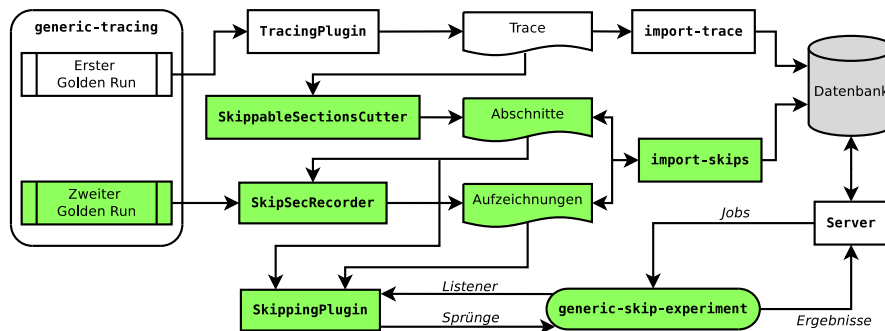 generic-tracing
Erster
Golden Run
TracingPlugin
Trace
import-trace
Datenbank
SkippableSectionsCutter
Abschnitte
import-skips
Zweiter
Golden Run
SkipSecRecorder
Aufzeichnungen
Jobs
Server
Listener
SkippingPlugin
generic-skip-experiment
Sprünge
Ergebnisse